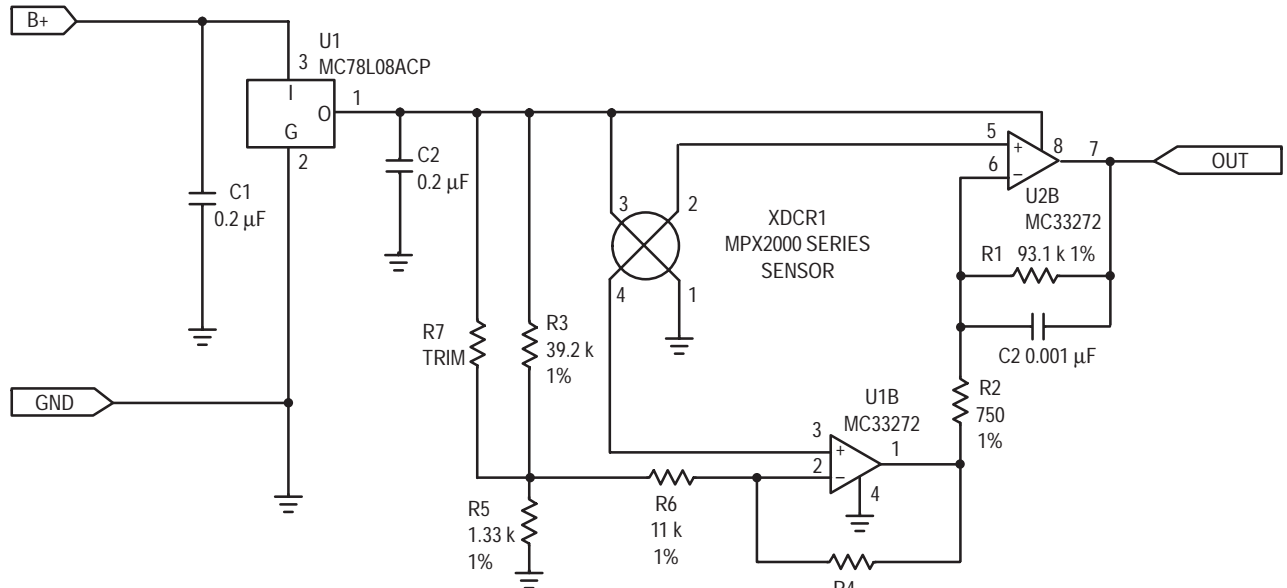 B+
U1
MC78L08ACP
3
I
O
1
G
2
C1
0.2 µF
C2
0.2 µF
5
+
8
7
OUT
6
−
U2B
MC33272
3
2
XDCR1
MPX2000 SERIES
SENSOR
4
1
R1 93.1 k 1%
C2 0.001 µF
R7
TRIM
R3
39.2 k
1%
GND
U1B
MC33272
R2
750
1%
3
+
1
2
−
4
R5
1.33 k
1%
R6
11 k
1%
R4